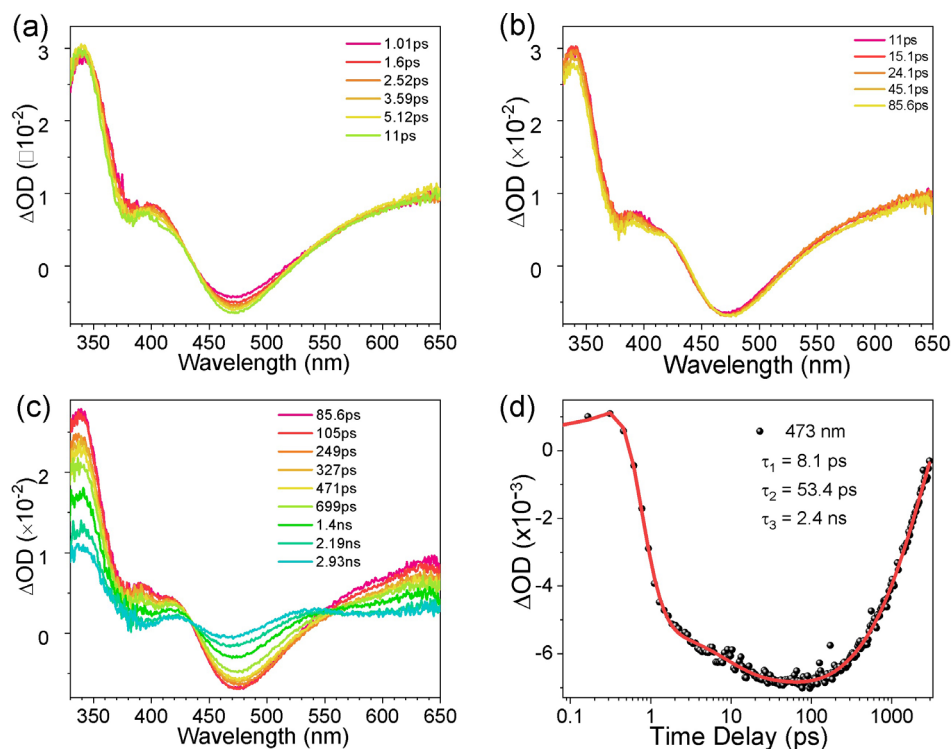 (a)
1.01ps
1.6ps
2.52ps
3.59ps
5.12ps
11ps
ΔOD (□10⁻²)
3
2
1
0
350 400 450 500 550 600 650
Wavelength (nm)
(b)
11ps
15.1ps
24.1ps
45.1ps
85.6ps
ΔOD (×10⁻²)
3
2
1
0
350 400 450 500 550 600 650
Wavelength (nm)
(c)
85.6ps
105ps
249ps
327ps
471ps
699ps
1.4ns
2.19ns
2.93ns
ΔOD (×10⁻²)
2
1
0
350 400 450 500 550 600 650
Wavelength (nm)
(d)
473 nm
τ₁ = 8.1 ps
τ₂ = 53.4 ps
τ₃ = 2.4 ns
ΔOD (x10⁻³)
0
-2
-4
-6
0.1 1 10 100 1000
Time Delay (ps)